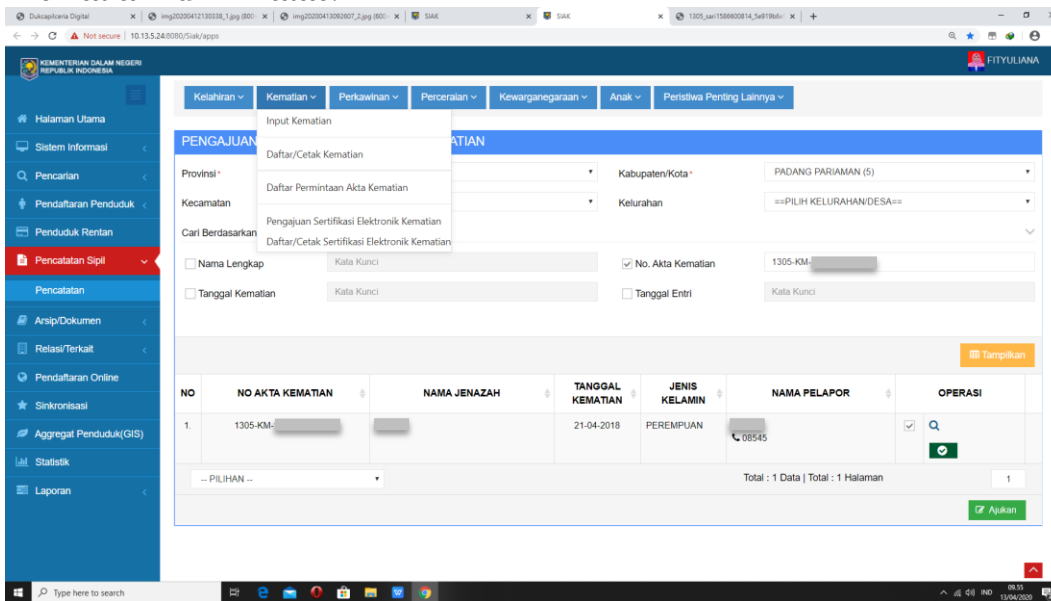 Dukcapilceria Digital
img20200412130338_1.jpg (800×
img20200413092607_2.jpg (600×
SIAK
SIAK
1305_sari1586600814_5e919b6e
Not secure | 10.13.5.24:8080/Siak/apps
KEMENTERIAN DALAM NEGERI
REPUBLIK INDONESIA
FITYULIANA
Kelahiran
Kematian
Perkawinan
Perceraian
Kewarganegaraan
Anak
Peristiwa Penting Lainnya
Halaman Utama
Sistem Informasi
Pencarian
Pendaftaran Penduduk
Penduduk Rentan
Pencatatan Sipil
Pencatatan
Arsip/Dokumen
Relasi/Terkait
Pendaftaran Online
Sinkronisasi
Aggregat Penduduk(GIS)
Statistik
Laporan
Input Kematian
Daftar/Cetak Kematian
Daftar Permintaan Akta Kematian
Pengajuan Sertifikasi Elektronik Kematian
Daftar/Cetak Sertifikasi Elektronik Kematian
PENGAJUAN
ATIAN
Provinsi*
Kabupaten/Kota*
PADANG PARIAMAN (5)
Kecamatan
Kelurahan
==PILIH KELURAHAN/DESA==
Cari Berdasarkan
Nama Lengkap
Kata Kunci
No. Akta Kematian
1305-KM-
Tanggal Kematian
Kata Kunci
Tanggal Entri
Kata Kunci
Tampilkan
NO
NO AKTA KEMATIAN
NAMA JENAZAH
TANGGAL
KEMATIAN
JENIS
KELAMIN
NAMA PELAPOR
OPERASI
1.
1305-KM-
21-04-2018
PEREMPUAN
08545
-- PILIHAN --
Total : 1 Data | Total : 1 Halaman
1
Ajukan
Type here to search
IND
09.55
13/04/2020